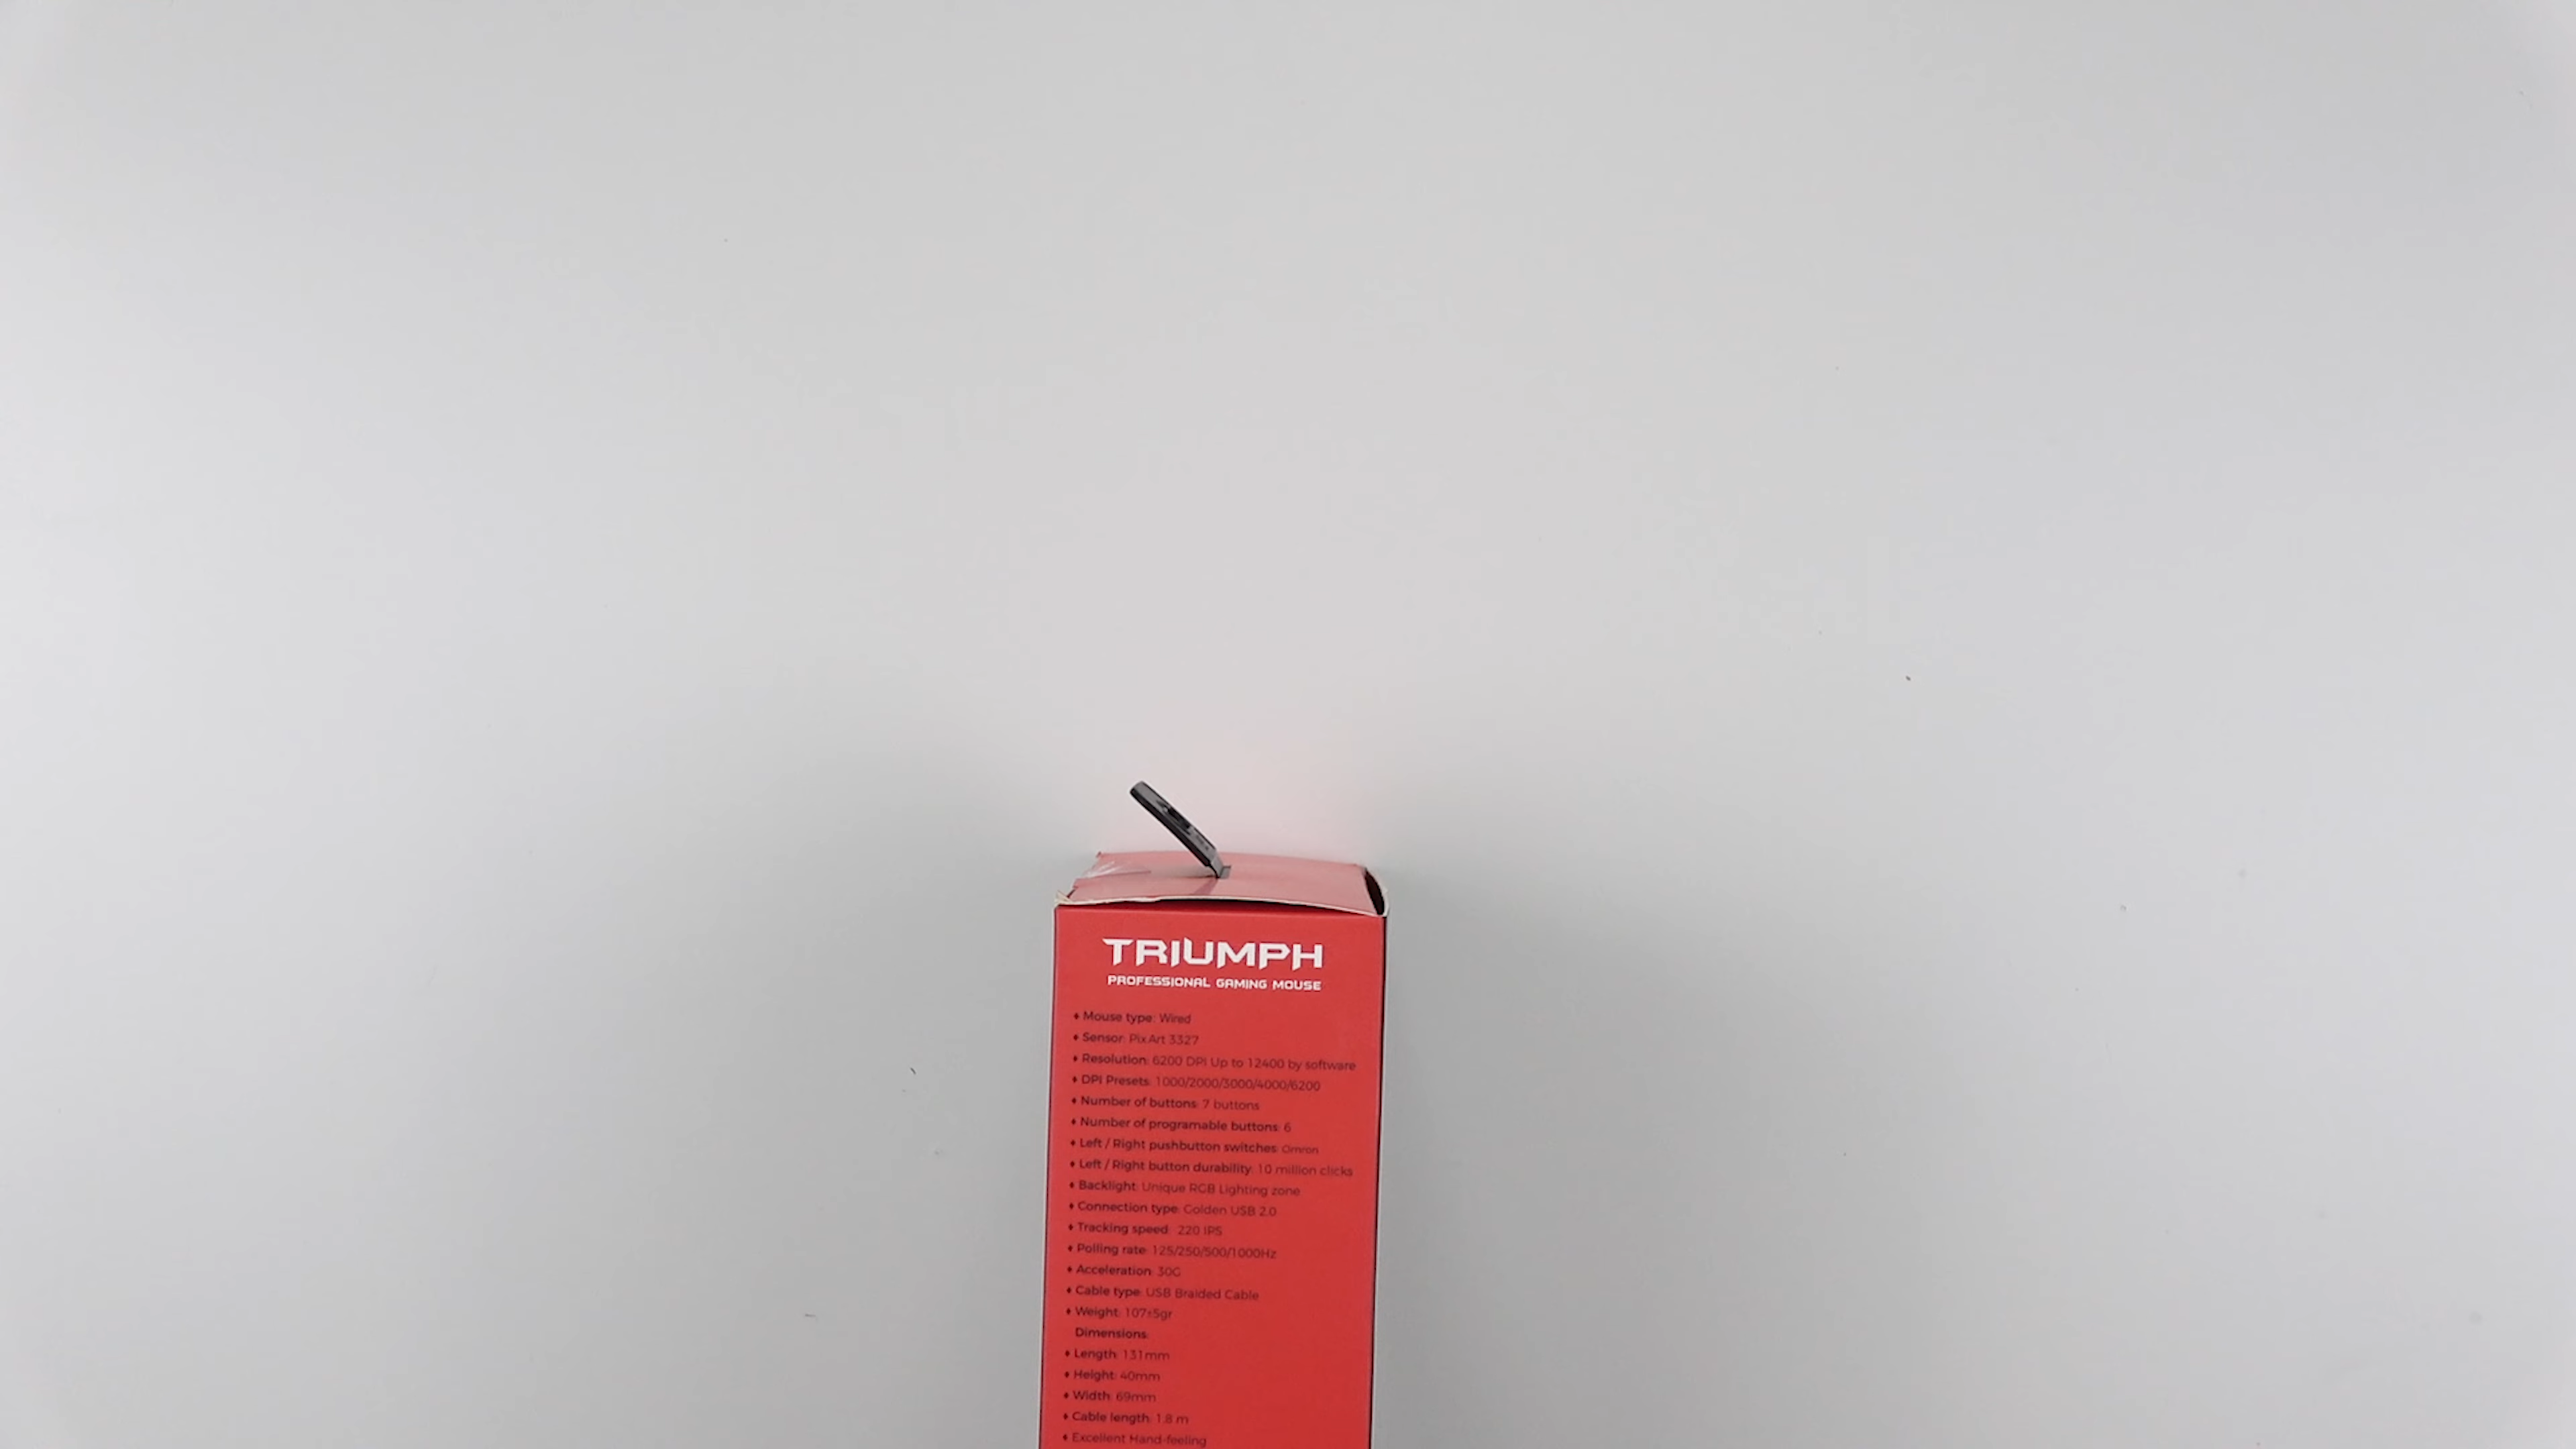 TRIUMPH
PROFESSIONAL GAMING MOUSE
♦ Mouse type: Wired
♦ Sensor: PixArt 3327
♦ Resolution: 6200 DPI Up to 12400 by software
♦ DPI Presets: 1000/2000/3000/4000/6200
♦ Number of buttons: 7 buttons
♦ Number of programable buttons: 6
♦ Left / Right pushbutton switches: Omron
♦ Left / Right button durability: 10 million clicks
♦ Backlight: Unique RGB Lighting zone
♦ Connection type: Golden USB 2.0
♦ Tracking speed: 220 IPS
♦ Polling rate: 125/250/500/1000Hz
♦ Acceleration: 30G
♦ Cable type: USB Braided Cable
♦ Weight: 107±5gr
Dimensions:
♦ Length: 131mm
♦ Height: 40mm
♦ Width: 69mm
♦ Cable length: 1.8 m
♦ Excellent Hand-feeling